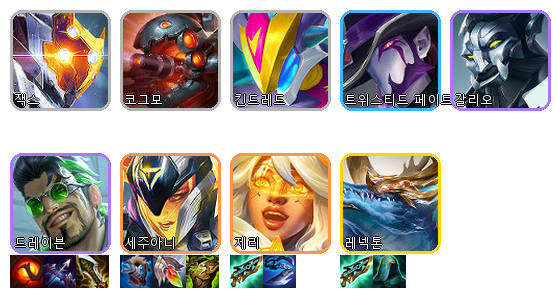 잭스
코그모
킨드레드
트위스티드 페이트
갈리오
드레이븐
세주아니
제리
레넥톤